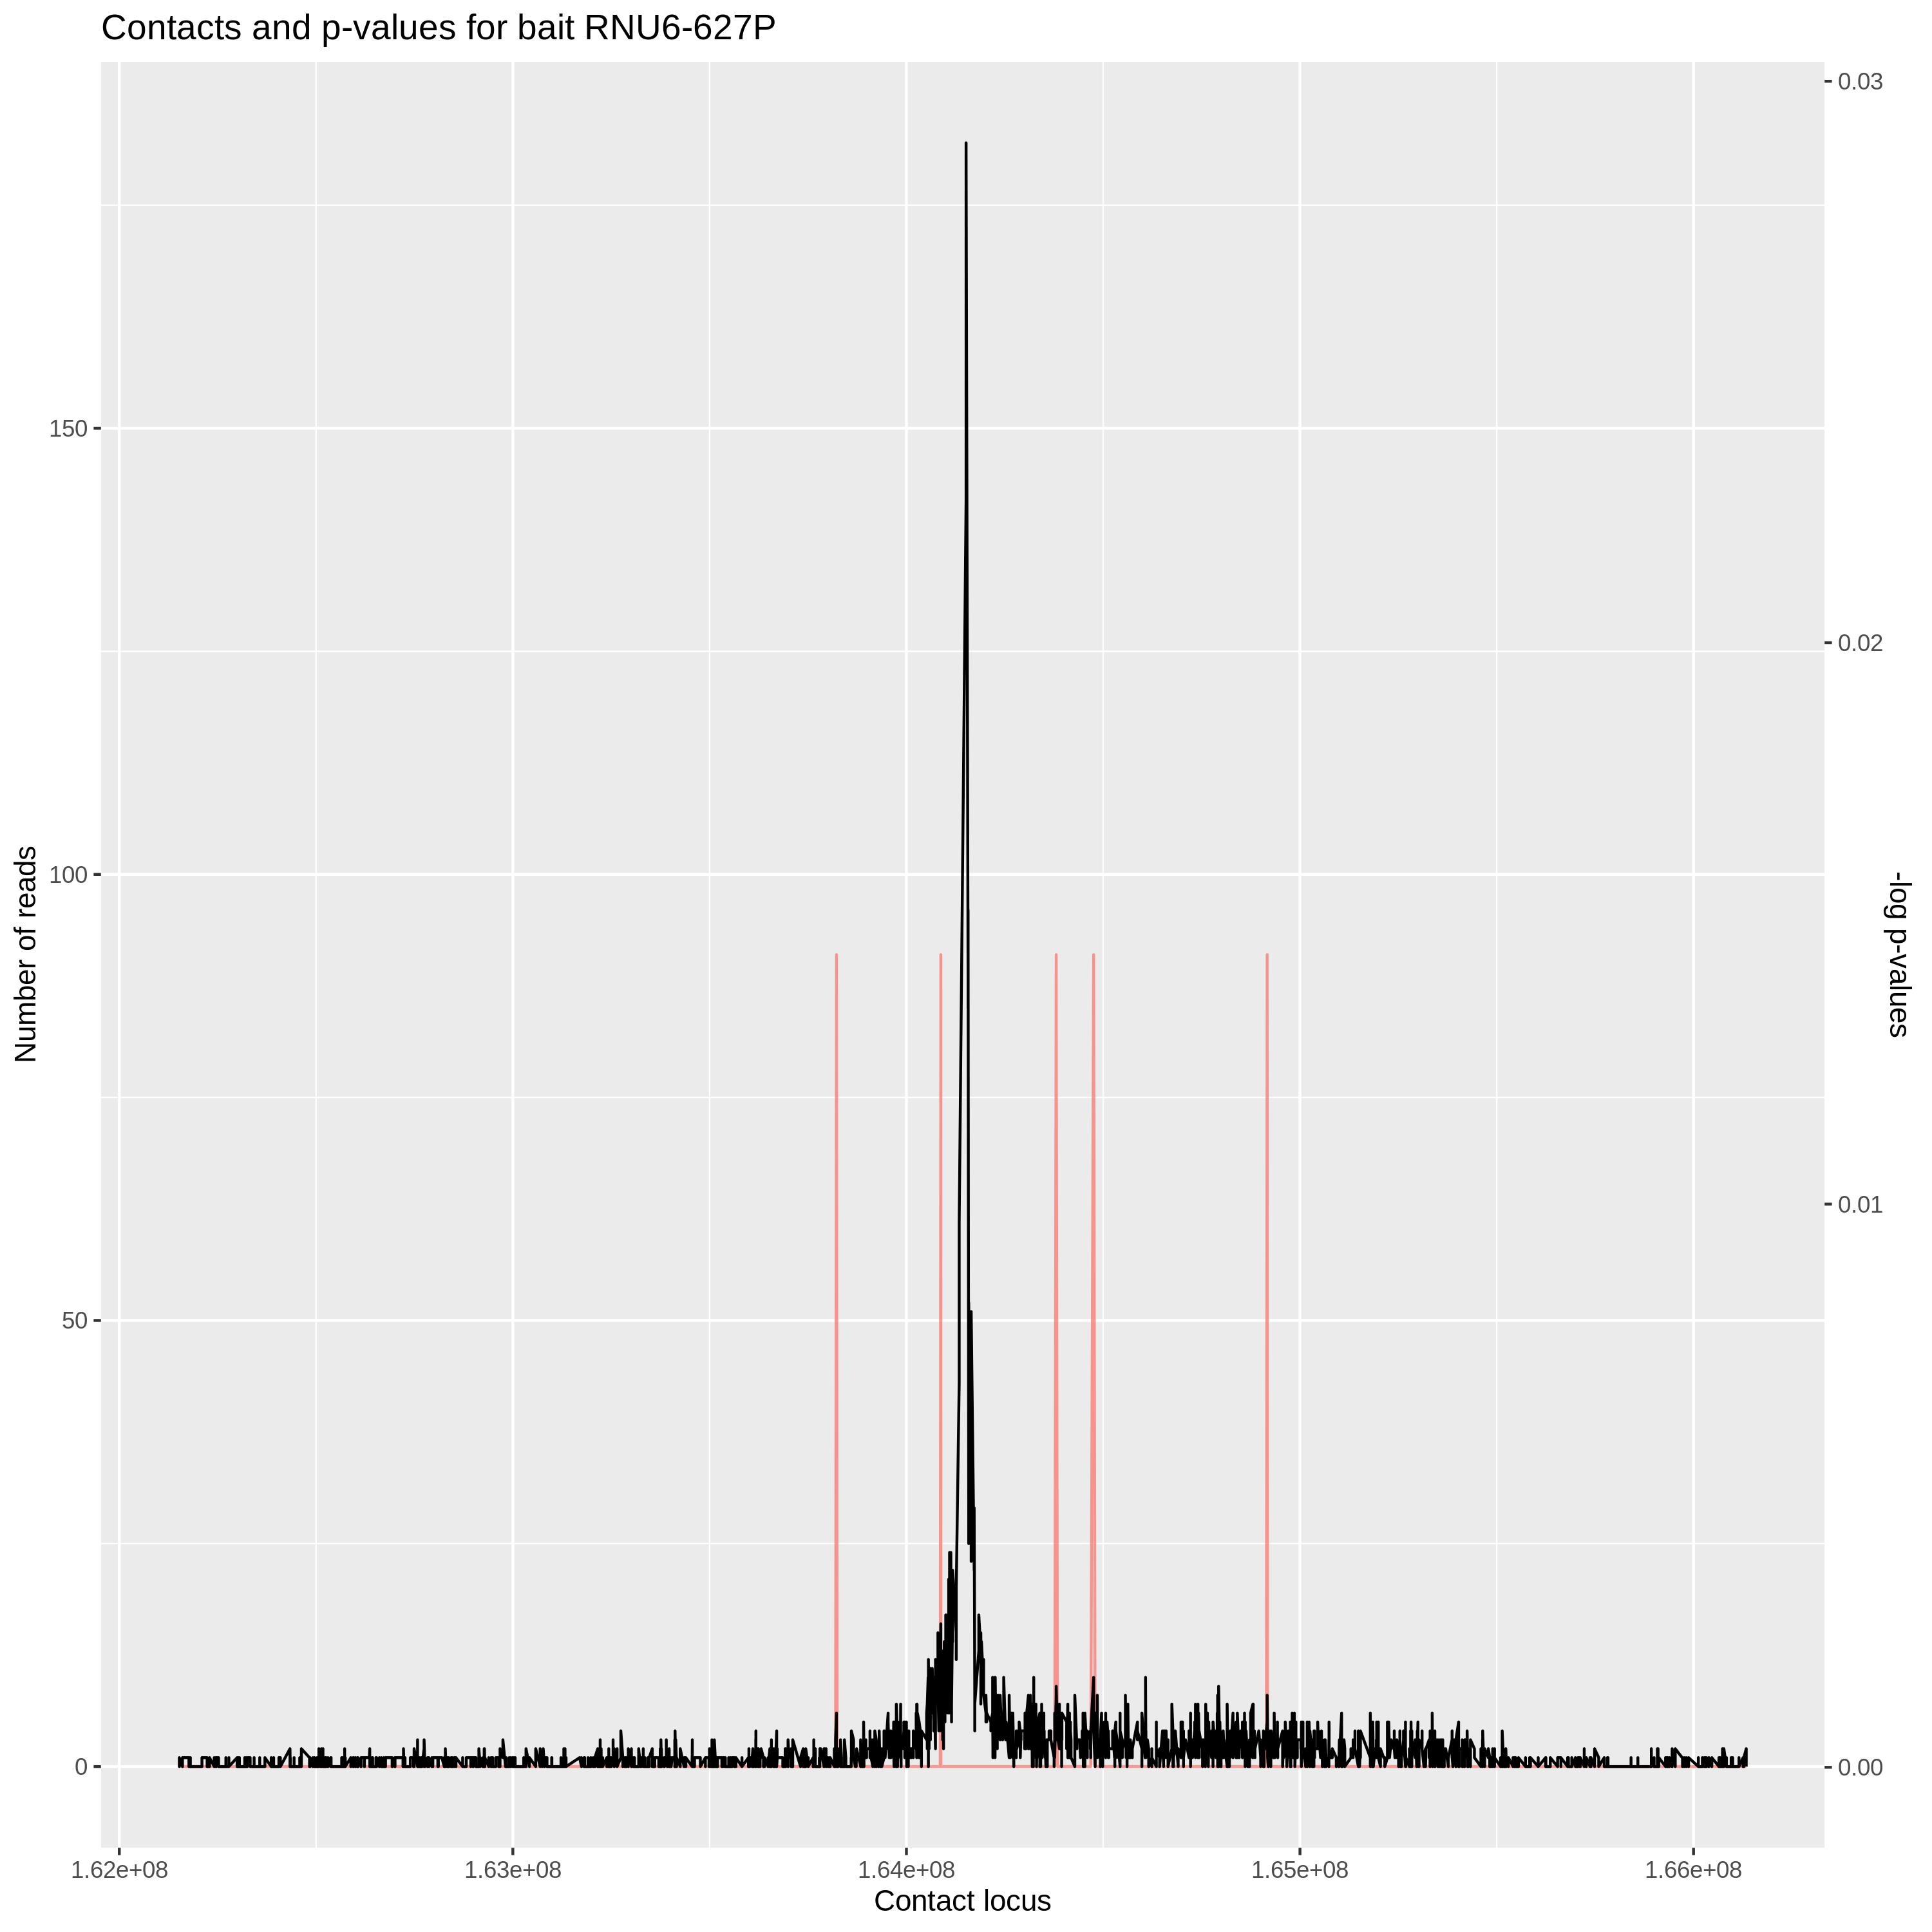 Contacts and p-values for bait RNU6-627P
0.03
150
0.02
100
Number of reads
-log p-values
0.01
50
0
0.00
1.62e+08 1.63e+08 1.64e+08 1.65e+08 1.66e+08
Contact locus